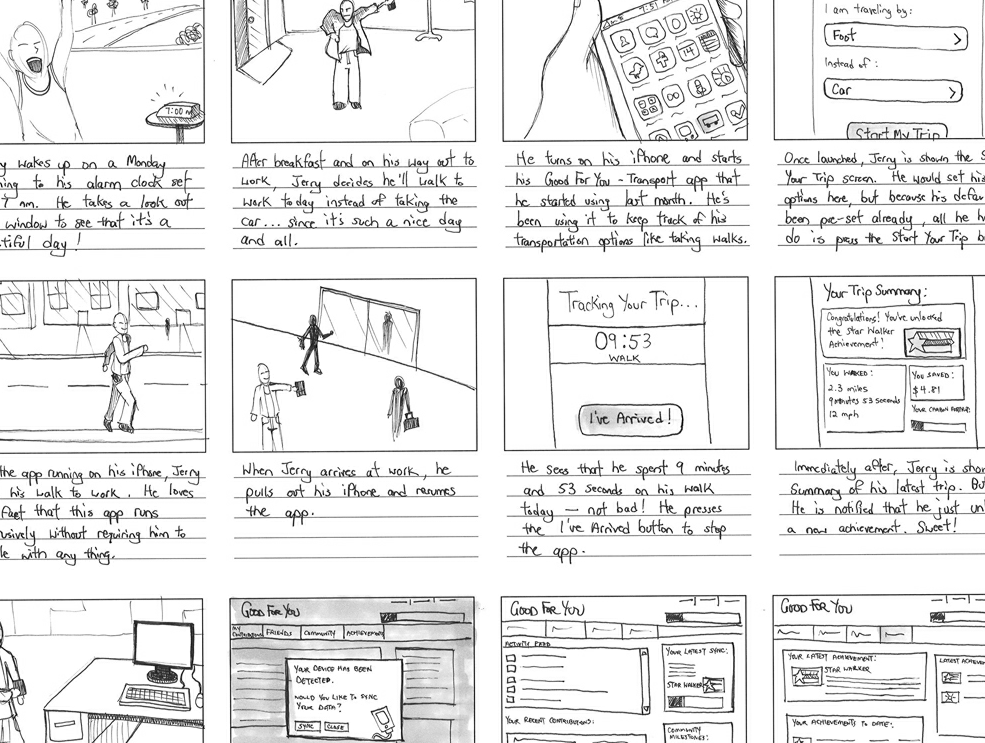 7:00
y wakes up on a Monday
ning to his alarm clock set
7 am. He takes a look out
window to see that it's a
tiful day!
After breakfast and on his way out to
work, Jerry decides he'll walk to
work today instead of taking the
car... since it's such a nice day
and all.
7:51
14
He turns on his iPhone and starts
his Good For You - Transport app that
he started using last month. He's
been using it to keep track of his
transportation options like taking walks.
I am traveling by:
Foot
Instead of:
Car
Start My Trip
Once launched, Jerry is shown the S
Your Trip screen. He would set his
options here, but because his defau
been pre-set already, all he h
do is press the Start Your Trip b
the app running on his iPhone, Jerry
his walk to work. He loves
fact that this app runs
usively without requiring him to
le with any thing.
When Jerry arrives at work, he
pulls out his iPhone and resumes
the app.
Tracking Your Trip...
09:53
WALK
I've Arrived!
He sees that he spent 9 minutes
and 53 seconds on his walk
today - not bad! He presses
the I've Arrived button to stop
the app.
Your Trip Summary:
Congratulations! You've unlocked
the Star Walker
Achievement!
YOU WALKED:
2.3 miles
9 minutes 53 seconds
12 mph
YOU SAVED:
$4.81
YOUR CARBON
Immediately after, Jerry is show
Summary of his latest trip. But
He is notified that he just un
a new achievement. Sweet!
GOOD FOR YOU
MY
FRIENDS
COMMUNITY
ACHIEVEMENT
YOUR DEVICE HAS BEEN
DETECTED.
WOULD YOU LIKE TO SYNC
YOUR DATA?
SYNC
CLOSE
GOOD FOR YOU
ACTIVITY FEED
YOUR LATEST SYNC:
STAR WALKER
YOUR RECENT CONTRIBUTIONS:
COMMUNITY
MILESTONES:
GOOD FOR YOU
YOUR LATEST ACHIEVEMENT:
STAR WALKER
LATEST ACHIEVE
YOUR ACHIEVEMENTS TO DATE: